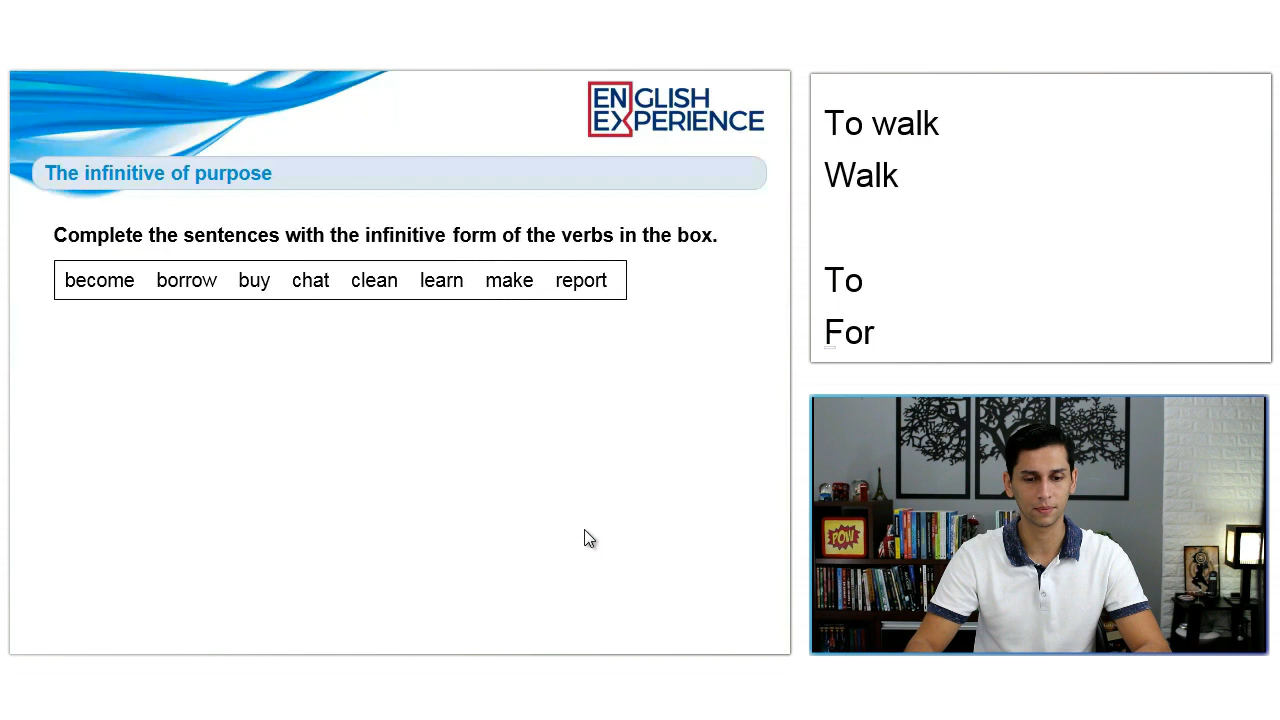 ENGLISH
EXPERIENCE
The infinitive of purpose
Complete the sentences with the infinitive form of the verbs in the box.
become borrow buy chat clean learn make report
To walk
Walk
To
For
POW!